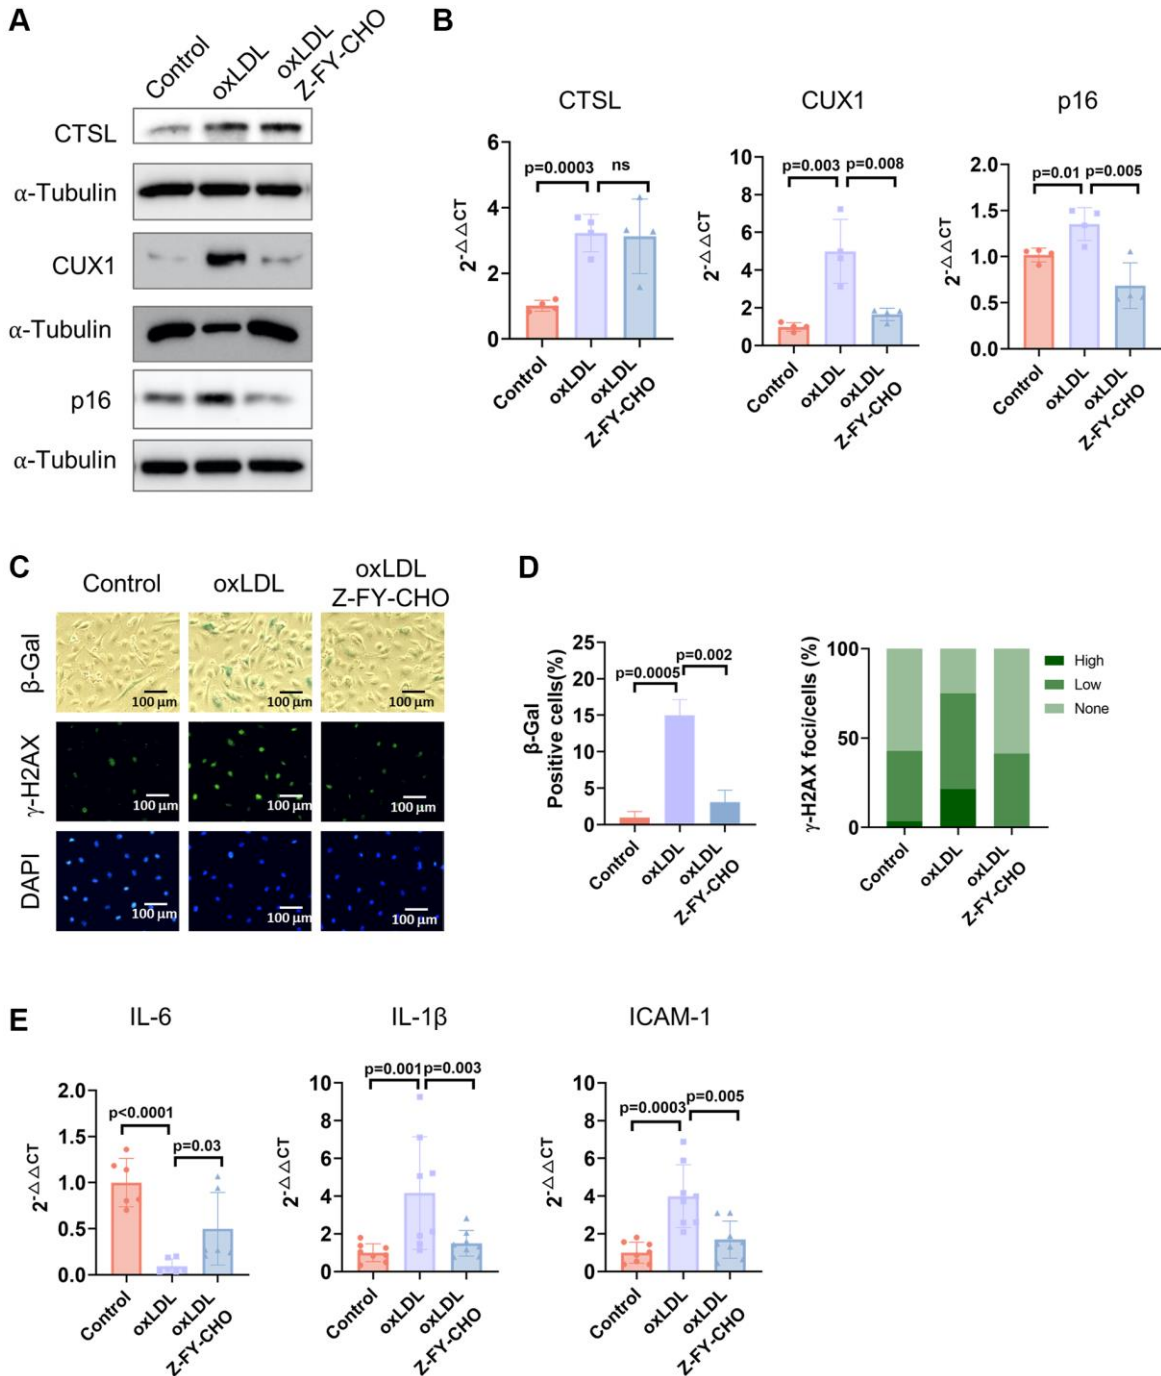 A
Control
oxLDL
oxLDL
Z-FY-CHO
CTSL
α-Tubulin
CUX1
α-Tubulin
p16
α-Tubulin
B
CTSL
6
4
2
0
2-△△CT
p=0.0003
ns
Control
oxLDL
oxLDL
Z-FY-CHO
CUX1
10
8
6
4
2
0
2-△△CT
p=0.003
p=0.008
Control
oxLDL
oxLDL
Z-FY-CHO
p16
2.0
1.5
1.0
0.5
0.0
2-△△CT
p=0.01
p=0.005
Control
oxLDL
oxLDL
Z-FY-CHO
C
Control
oxLDL
oxLDL
Z-FY-CHO
β-Gal
100 μm
100 μm
100 μm
γ-H2AX
100 μm
100 μm
100 μm
DAPI
100 μm
100 μm
100 μm
D
β-Gal
Positive cells(%)
25
20
15
10
5
0
p=0.0005
p=0.002
Control
oxLDL
oxLDL
Z-FY-CHO
γ-H2AX foci/cells (%)
100
50
0
High
Low
None
Control
oxLDL
oxLDL
Z-FY-CHO
E
IL-6
2.0
1.5
1.0
0.5
0.0
2-△△CT
p<0.0001
p=0.03
Control
oxLDL
oxLDL
Z-FY-CHO
IL-1β
10
8
6
4
2
0
2-△△CT
p=0.001
p=0.003
Control
oxLDL
oxLDL
Z-FY-CHO
ICAM-1
10
8
6
4
2
0
2-△△CT
p=0.0003
p=0.005
Control
oxLDL
oxLDL
Z-FY-CHO